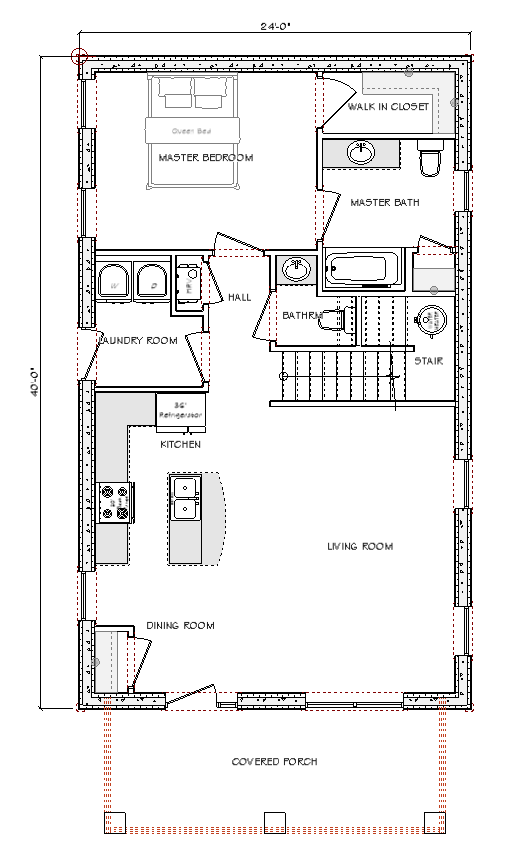 24'-0"
WALK IN CLOSET
Queen Bed
MASTER BEDROOM
MASTER BATH
W
D
HALL
BATHRM
LAUNDRY ROOM
STAIR
40'-0"
36"
Refrigerator
KITCHEN
LIVING ROOM
DINING ROOM
COVERED PORCH